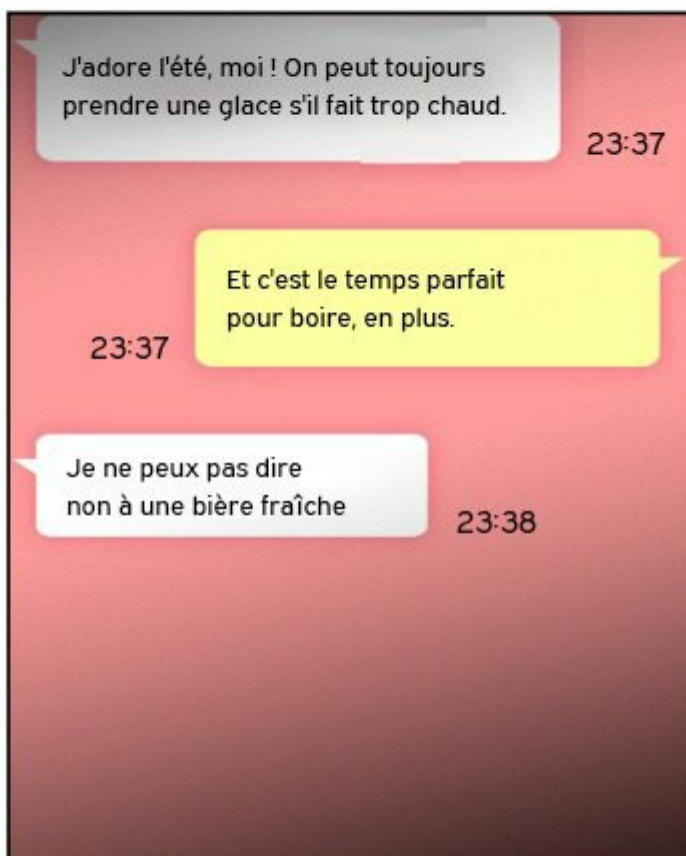 J'adore l'été, moi ! On peut toujours
prendre une glace s'il fait trop chaud.
23:37
Et c'est le temps parfait
pour boire, en plus.
23:37
Je ne peux pas dire
non à une bière fraîche
23:38